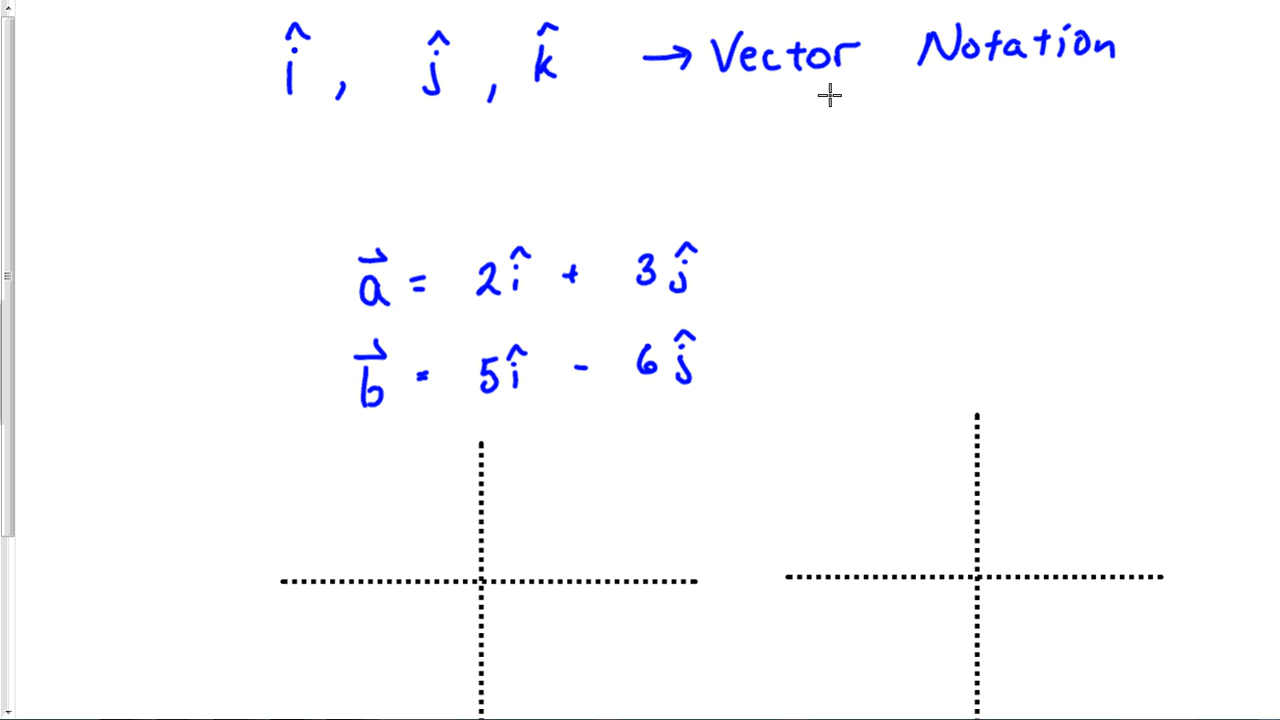 î , ĵ , k̂ → Vector Notation
a⃗ = 2î + 3ĵ
b⃗ = 5î - 6ĵ